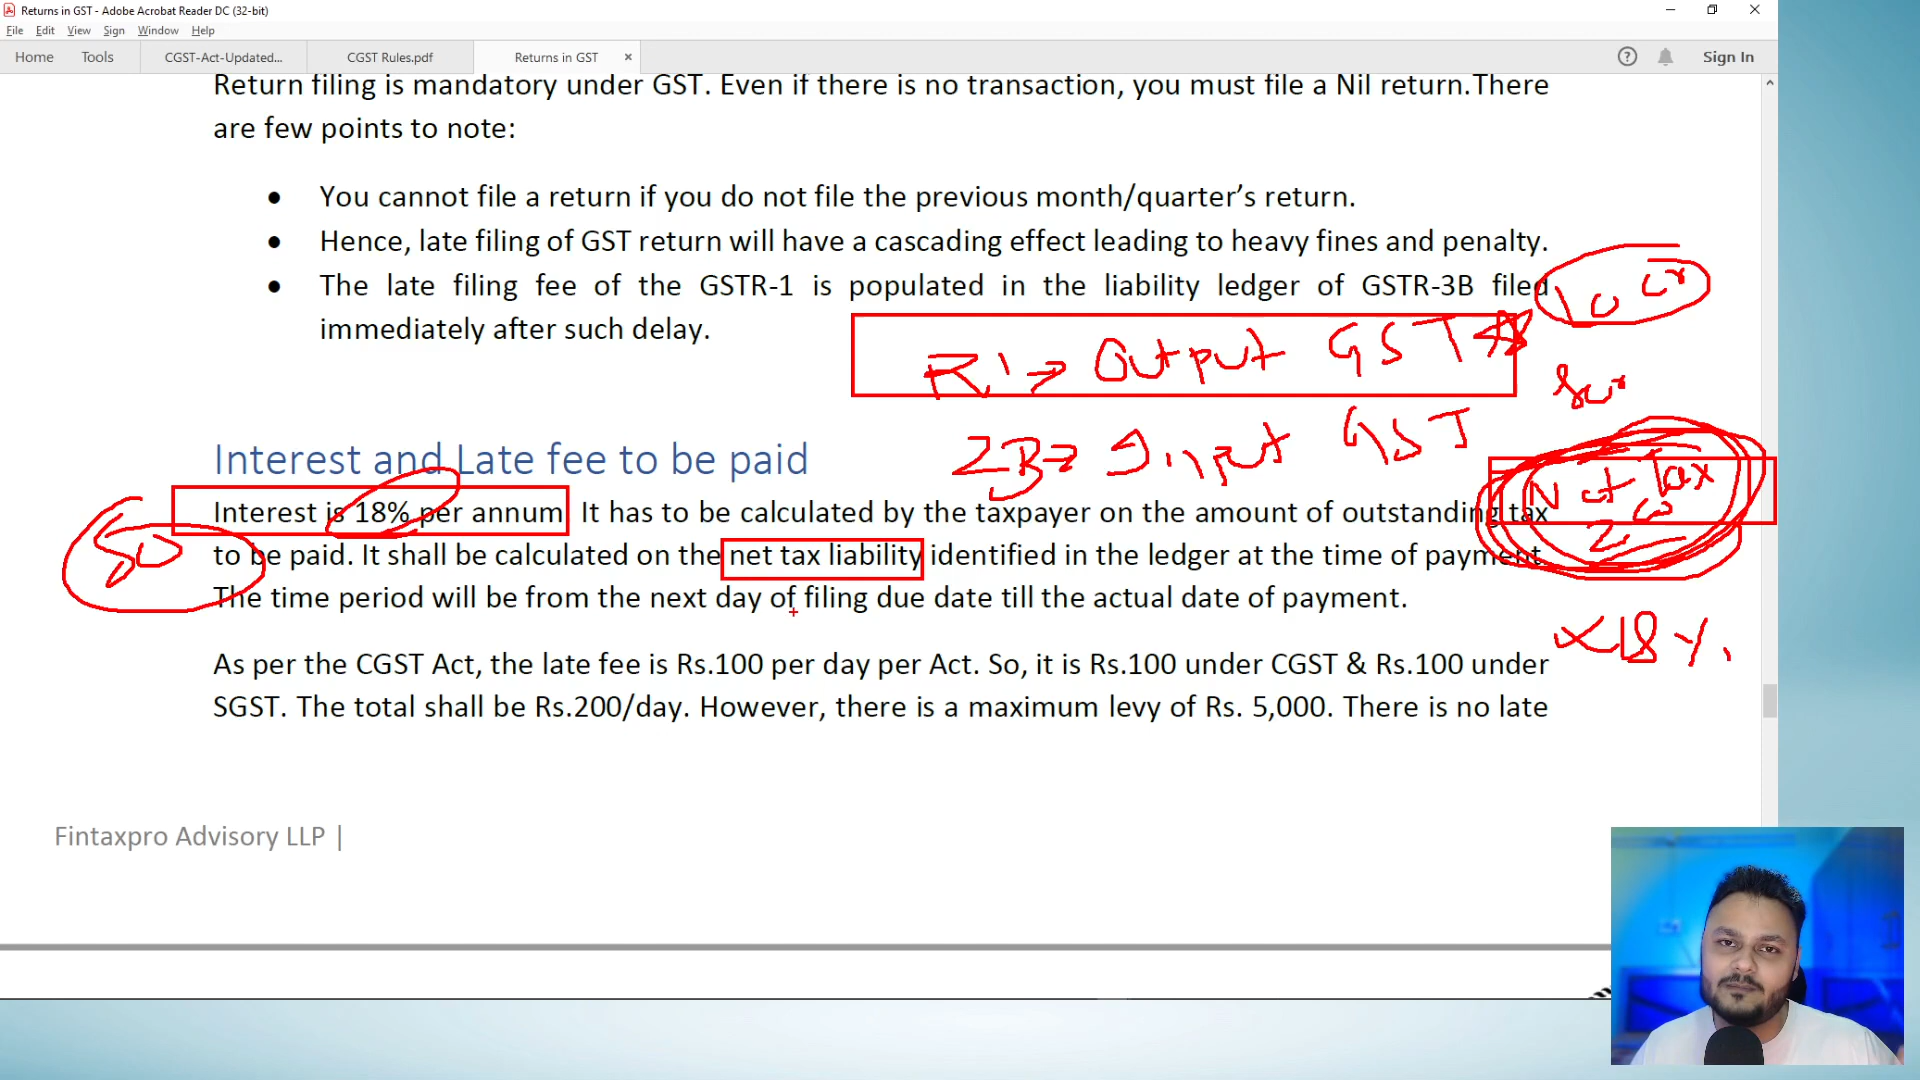 Returns in GST - Adobe Acrobat Reader DC (32-bit)
File Edit View Sign Window Help
Home Tools CGST-Act-Updated... CGST Rules.pdf Returns in GST × Sign In
Return filing is mandatory under GST. Even if there is no transaction, you must file a Nil return.There
are few points to note:
• You cannot file a return if you do not file the previous month/quarter’s return.
• Hence, late filing of GST return will have a cascading effect leading to heavy fines and penalty.
• The late filing fee of the GSTR-1 is populated in the liability ledger of GSTR-3B filed
immediately after such delay.
10 cr
R1 → Output GST
8cr
2B → Input GST
Interest and Late fee to be paid
Net Tax
2 cr
Interest is 18% per annum It has to be calculated by the taxpayer on the amount of outstanding tax
50
to be paid. It shall be calculated on the net tax liability identified in the ledger at the time of payment.
The time period will be from the next day of filing due date till the actual date of payment.
×18%
As per the CGST Act, the late fee is Rs.100 per day per Act. So, it is Rs.100 under CGST & Rs.100 under
SGST. The total shall be Rs.200/day. However, there is a maximum levy of Rs. 5,000. There is no late
Fintaxpro Advisory LLP |